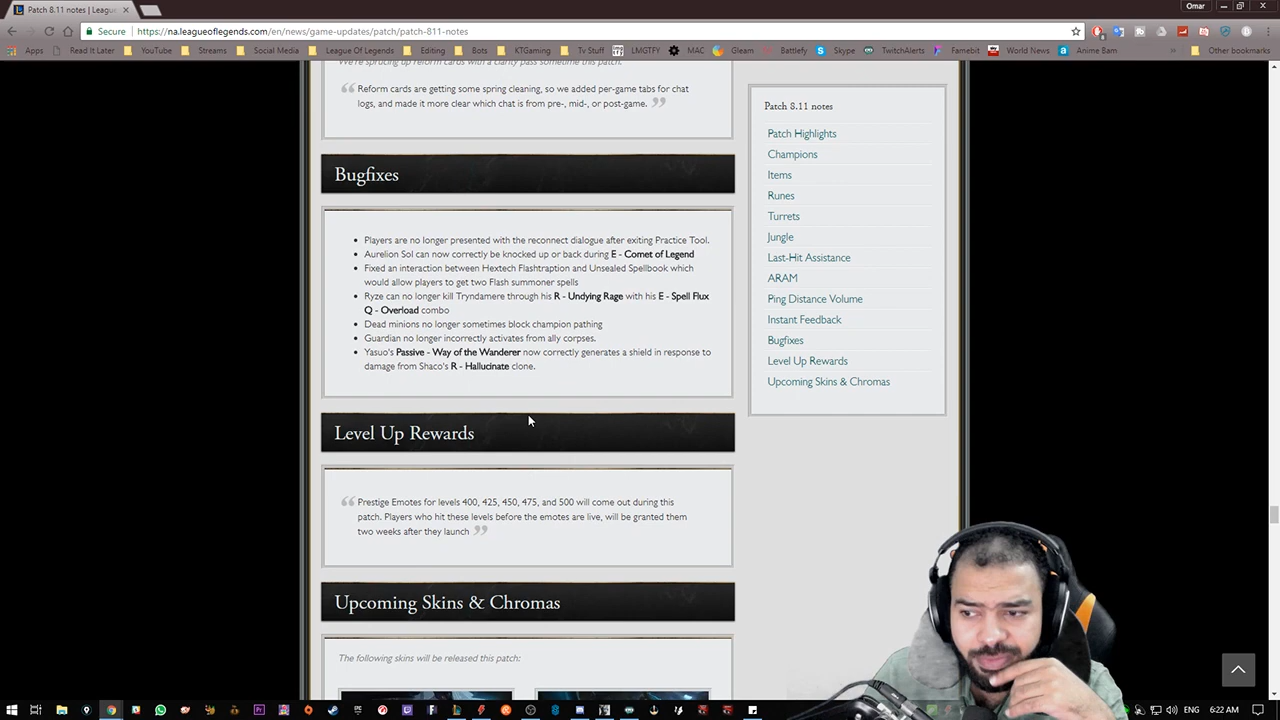 Patch 8.11 notes | League
Omar
Secure
https://na.leagueoflegends.com/en/news/game-updates/patch/patch-811-notes
Apps Read It Later YouTube Streams Social Media League Of Legends Editing Bots KTGaming Tv Stuff LMGTFY MAC Gleam Battlefy Skype TwitchAlerts Famebit World News Anime Bam » Other bookmarks
We're sprucing up reform cards with a clarity pass sometime this patch.
Reform cards are getting some spring cleaning, so we added per-game tabs for chat
logs, and made it more clear which chat is from pre-, mid-, or post-game.
Bugfixes
Players are no longer presented with the reconnect dialogue after exiting Practice Tool.
Aurelion Sol can now correctly be knocked up or back during E - Comet of Legend
Fixed an interaction between Hextech Flashtraption and Unsealed Spellbook which
would allow players to get two Flash summoner spells
Ryze can no longer kill Tryndamere through his R - Undying Rage with his E - Spell Flux
Q - Overload combo
Dead minions no longer sometimes block champion pathing
Guardian no longer incorrectly activates from ally corpses.
Yasuo's Passive - Way of the Wanderer now correctly generates a shield in response to
damage from Shaco's R - Hallucinate clone.
Level Up Rewards
Prestige Emotes for levels 400, 425, 450, 475, and 500 will come out during this
patch. Players who hit these levels before the emotes are live, will be granted them
two weeks after they launch
Upcoming Skins & Chromas
The following skins will be released this patch:
Patch 8.11 notes
Patch Highlights
Champions
Items
Runes
Turrets
Jungle
Last-Hit Assistance
ARAM
Ping Distance Volume
Instant Feedback
Bugfixes
Level Up Rewards
Upcoming Skins & Chromas
ENG 6:22 AM